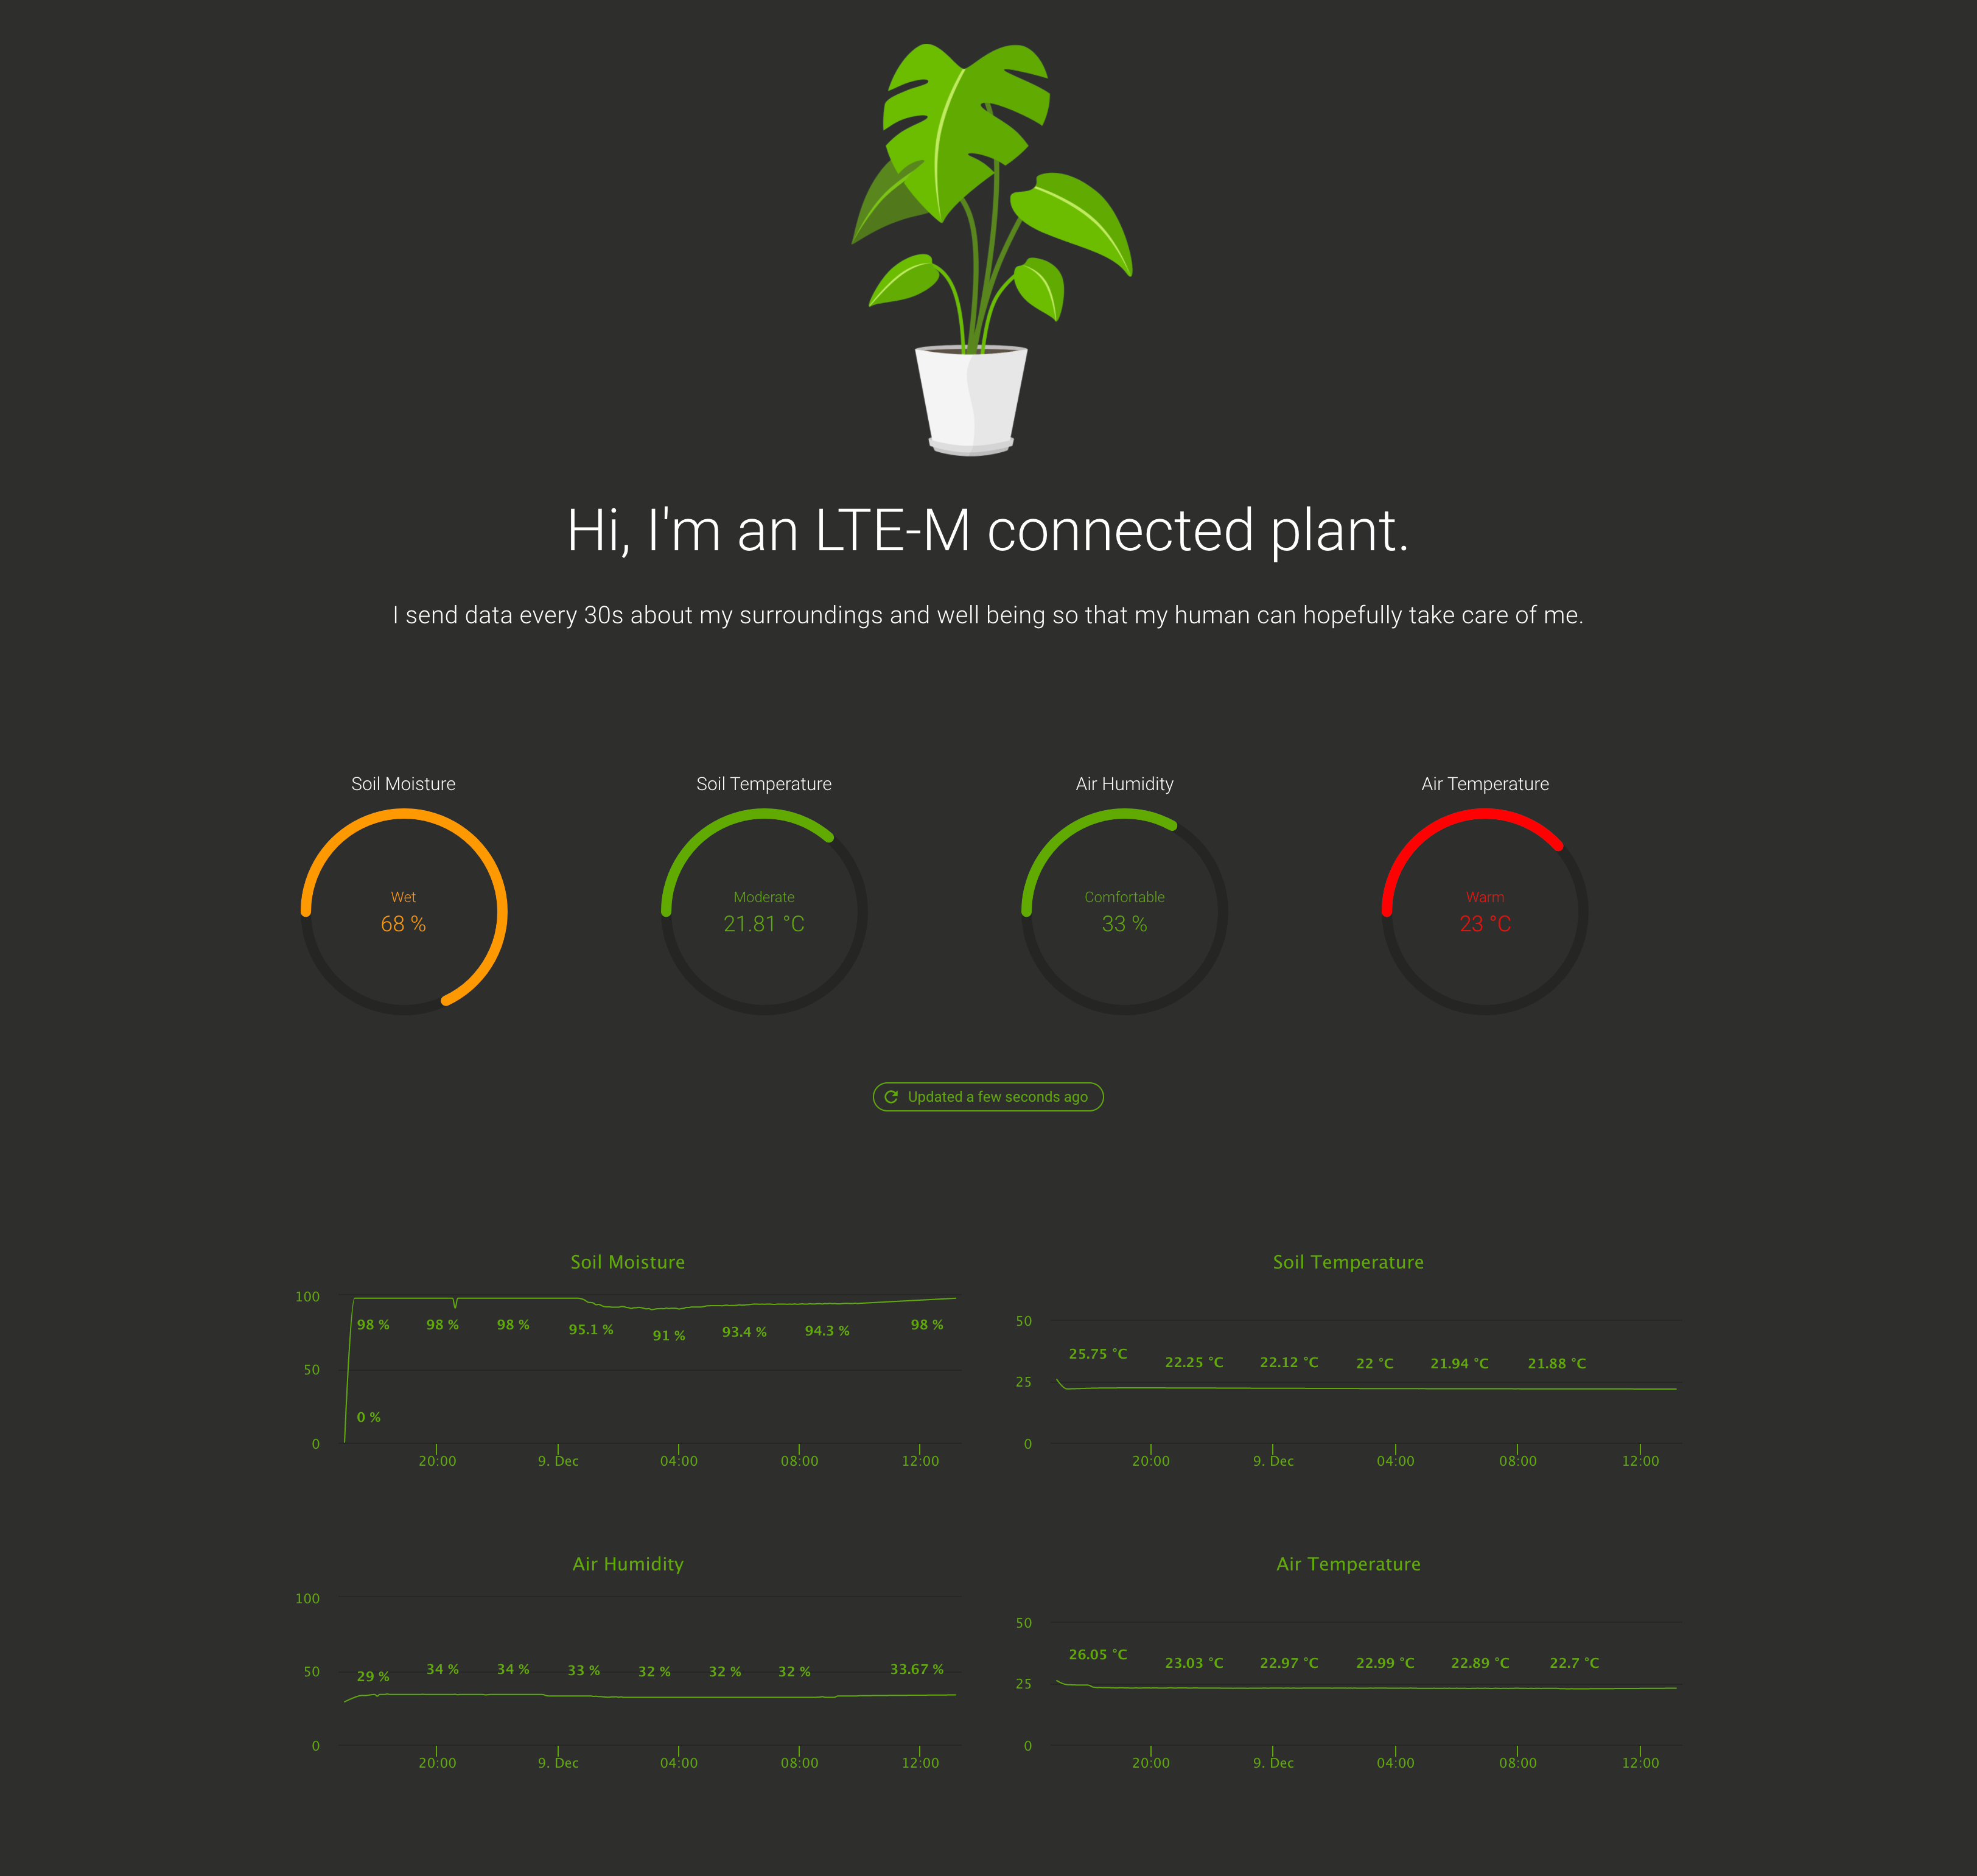 Hi, I'm an LTE-M connected plant.
I send data every 30s about my surroundings and well being so that my human can hopefully take care of me.
Soil Moisture
Wet
68 %
Soil Temperature
Moderate
21.81 °C
Air Humidity
Comfortable
33 %
Air Temperature
Warm
23 °C
Updated a few seconds ago
Soil Moisture
100
50
0
98 % 98 % 98 % 95.1 % 91 % 93.4 % 94.3 % 98 %
0 %
20:00 9. Dec 04:00 08:00 12:00
Soil Temperature
50
25
0
25.75 °C 22.25 °C 22.12 °C 22 °C 21.94 °C 21.88 °C
20:00 9. Dec 04:00 08:00 12:00
Air Humidity
100
50
0
29 % 34 % 34 % 33 % 32 % 32 % 32 % 33.67 %
20:00 9. Dec 04:00 08:00 12:00
Air Temperature
50
25
0
26.05 °C 23.03 °C 22.97 °C 22.99 °C 22.89 °C 22.7 °C
20:00 9. Dec 04:00 08:00 12:00